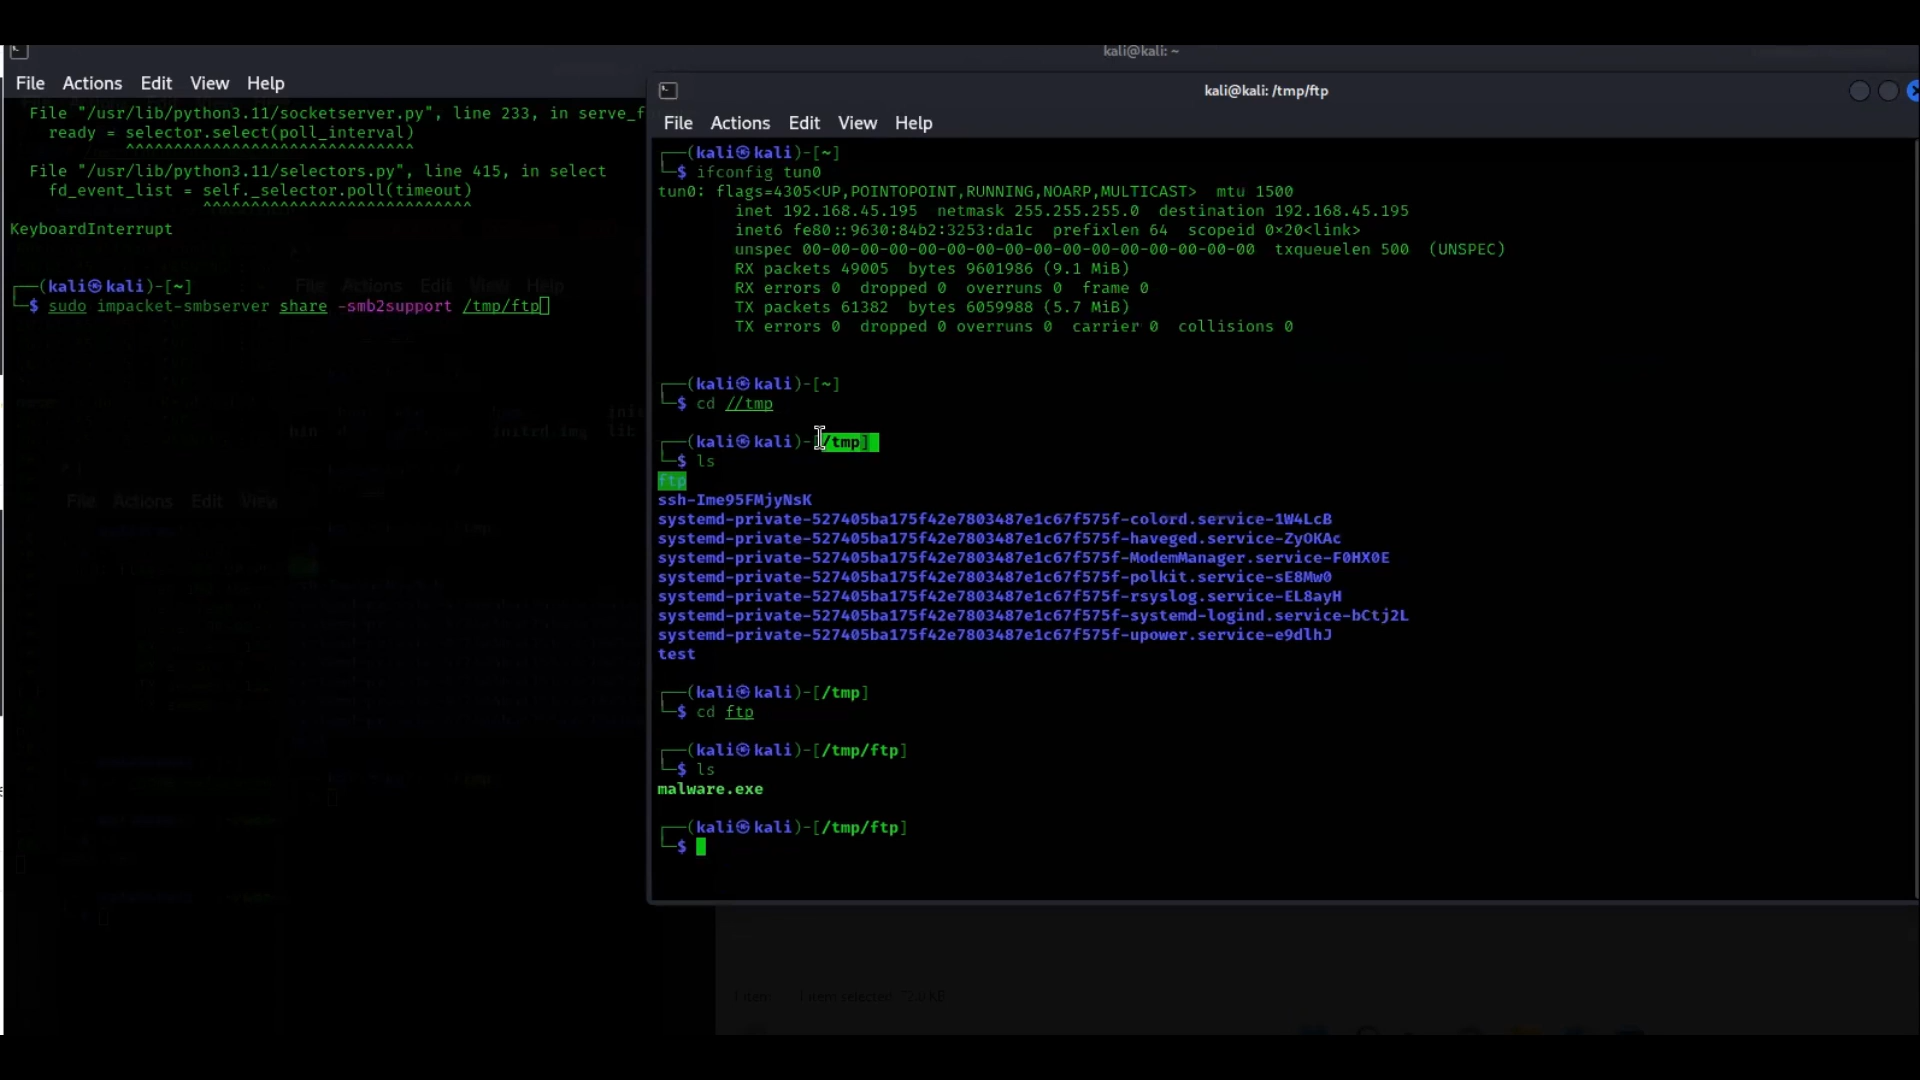 kali@kali: ~
File Actions Edit View Help
File "/usr/lib/python3.11/socketserver.py", line 233, in serve_f
ready = selector.select(poll_interval)
^^^^^^^^^^^^^^^^^^^^^^^^^^^^^^
File "/usr/lib/python3.11/selectors.py", line 415, in select
fd_event_list = self._selector.poll(timeout)
^^^^^^^^^^^^^^^^^^^^^^^^^^^^
KeyboardInterrupt
┌──(kali㉿kali)-[~]
└─$ sudo impacket-smbserver share -smb2support /tmp/ftp
kali@kali: /tmp/ftp
File Actions Edit View Help
┌──(kali㉿kali)-[~]
└─$ ifconfig tun0
tun0: flags=4305<UP,POINTOPOINT,RUNNING,NOARP,MULTICAST> mtu 1500
inet 192.168.45.195 netmask 255.255.255.0 destination 192.168.45.195
inet6 fe80::9630:84b2:3253:da1c prefixlen 64 scopeid 0×20<link>
unspec 00-00-00-00-00-00-00-00-00-00-00-00-00-00-00-00 txqueuelen 500 (UNSPEC)
RX packets 49005 bytes 9601986 (9.1 MiB)
RX errors 0 dropped 0 overruns 0 frame 0
TX packets 61382 bytes 6059988 (5.7 MiB)
TX errors 0 dropped 0 overruns 0 carrier 0 collisions 0
┌──(kali㉿kali)-[~]
└─$ cd //tmp
┌──(kali㉿kali)-[/tmp]
└─$ ls
ftp
ssh-Ime95FMjyNsK
systemd-private-527405ba175f42e7803487e1c67f575f-colord.service-1W4LcB
systemd-private-527405ba175f42e7803487e1c67f575f-haveged.service-ZyOKAc
systemd-private-527405ba175f42e7803487e1c67f575f-ModemManager.service-F0HX0E
systemd-private-527405ba175f42e7803487e1c67f575f-polkit.service-sE8Mw0
systemd-private-527405ba175f42e7803487e1c67f575f-rsyslog.service-EL8ayH
systemd-private-527405ba175f42e7803487e1c67f575f-systemd-logind.service-bCtj2L
systemd-private-527405ba175f42e7803487e1c67f575f-upower.service-e9dlhJ
test
┌──(kali㉿kali)-[/tmp]
└─$ cd ftp
┌──(kali㉿kali)-[/tmp/ftp]
└─$ ls
malware.exe
┌──(kali㉿kali)-[/tmp/ftp]
└─$